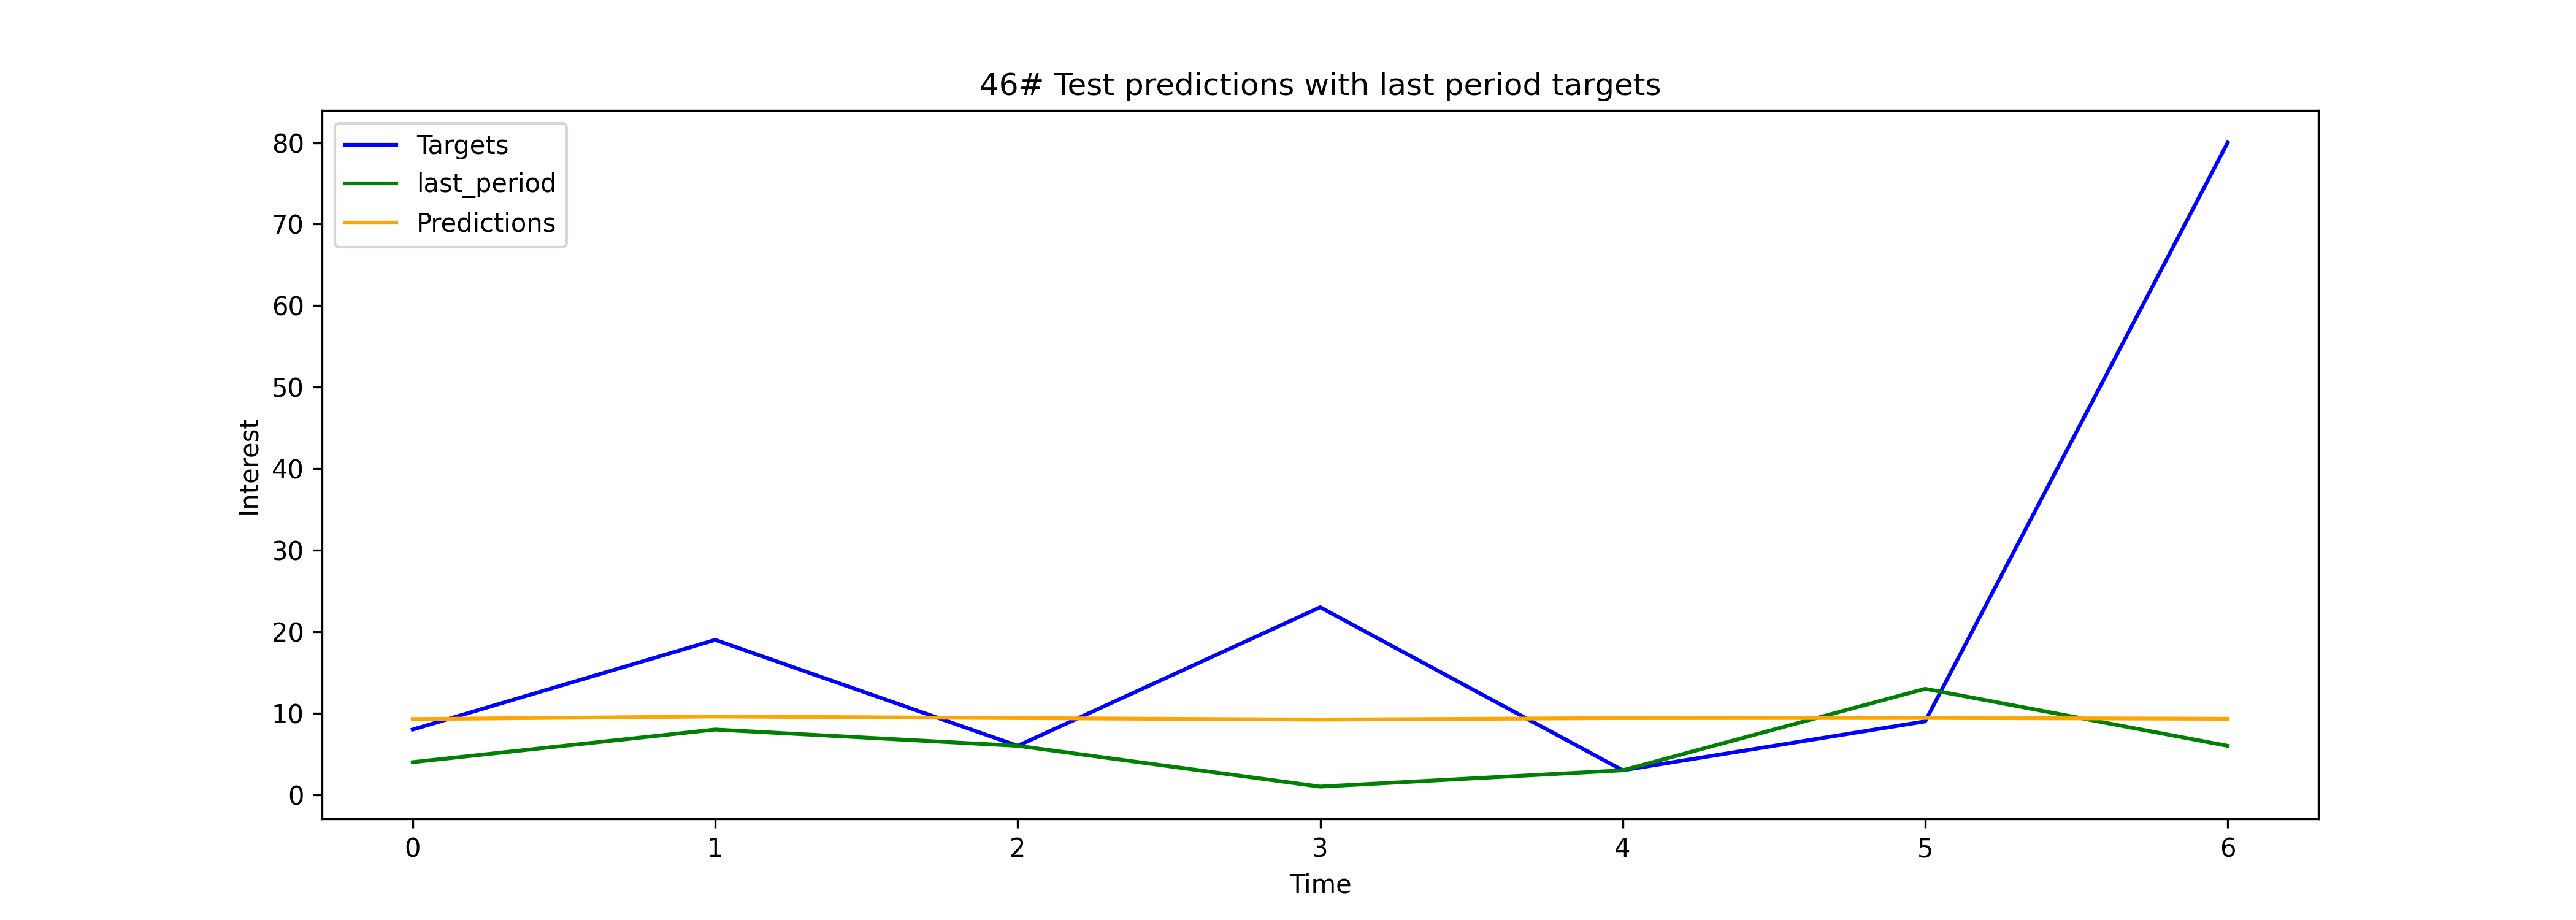 46# Test predictions with last period targets
Targets
last_period
Predictions
80
70
60
50
40
30
20
10
0
Interest
0 1 2 3 4 5 6
Time